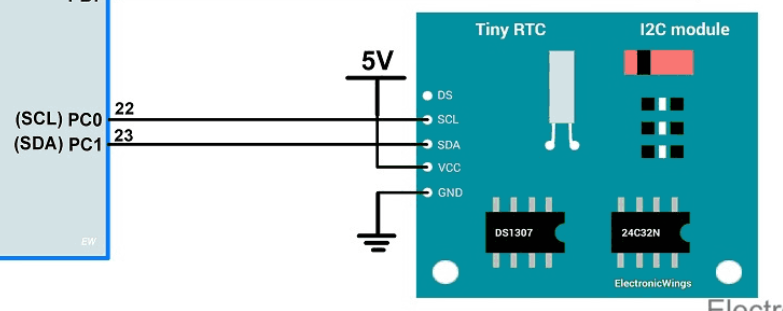 Tiny RTC
I2C module
5V
DS
(SCL) PC0
22
SCL
(SDA) PC1
23
SDA
VCC
GND
DS1307
24C32N
EW
ElectronicWings